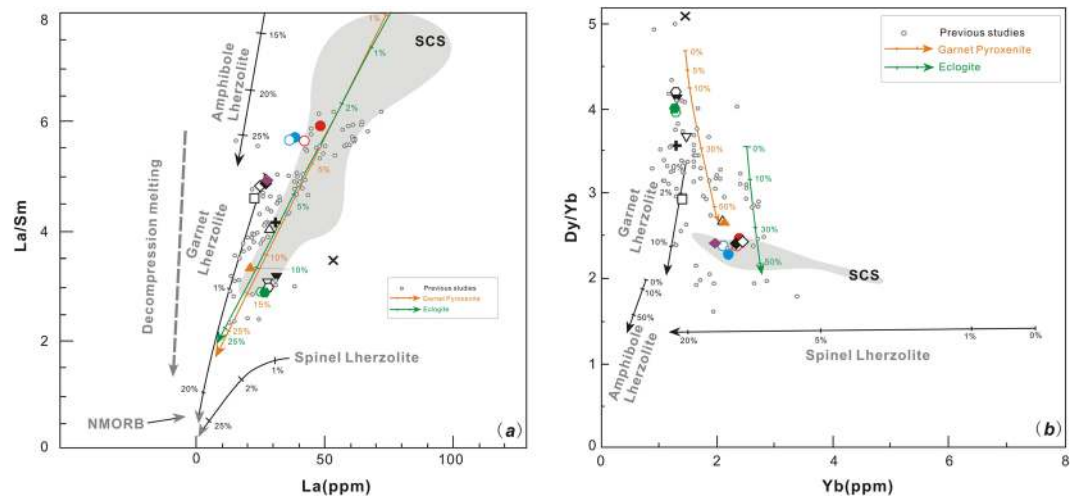 8
6
4
2
0
La/Sm
0
50
100
La(ppm)
15%
20%
25%
Amphibole
Lherzolite
SCS
1%
1%
2%
5%
5%
10%
10%
15%
25%
25%
Decompression melting
Garnet
Lherzolite
1%
20%
NMORB
Spinel Lherzolite
1%
2%
25%
Previous studies
Garnet Pyroxenite
Eclogite
(a)
5
4
3
2
1
0
Dy/Yb
0
2
4
6
8
Yb(ppm)
Previous studies
Garnet Pyroxenite
Eclogite
0%
5%
10%
30%
50%
0%
10%
30%
50%
2%
10%
Garnet
Lherzolite
0%
10%
50%
Amphibole
Lherzolite
SCS
20%
5%
1%
0%
Spinel Lherzolite
(b)